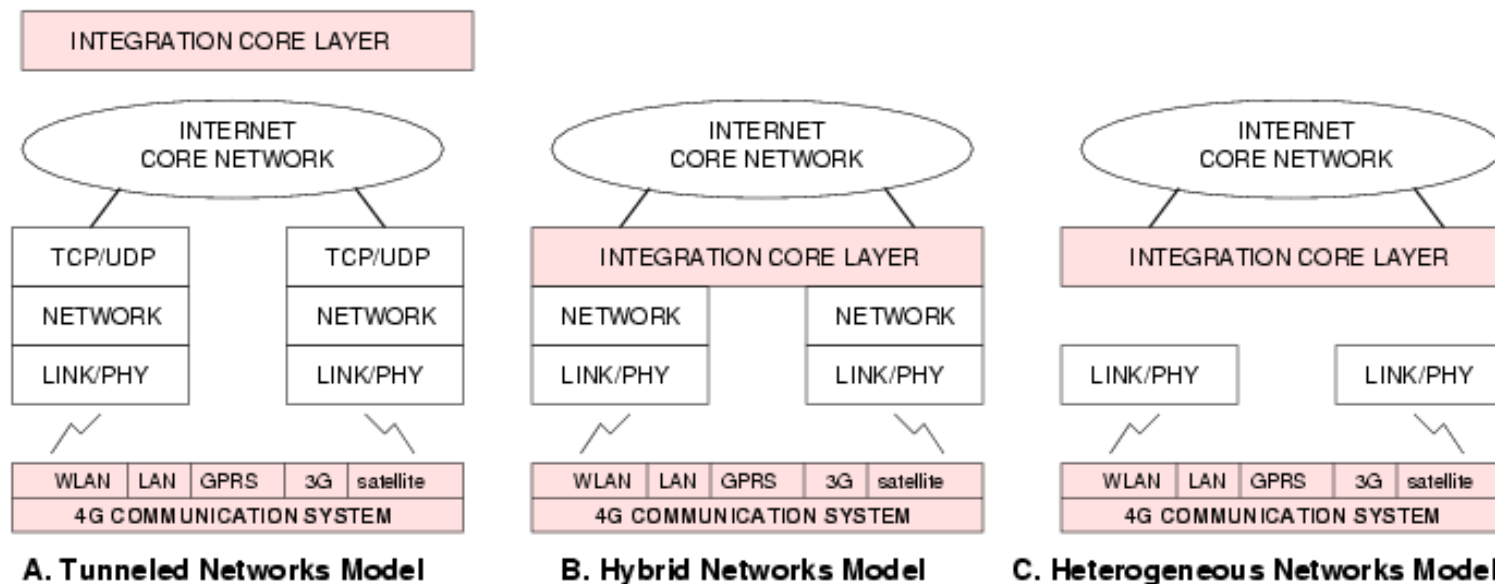 INTEGRATION CORE LAYER
INTERNET
CORE NETWORK
TCP/UDP
TCP/UDP
NETWORK
NETWORK
LINK/PHY
LINK/PHY
WLAN LAN GPRS 3G satellite
4G COMMUNICATION SYSTEM
A. Tunneled Networks Model
INTERNET
CORE NETWORK
INTEGRATION CORE LAYER
NETWORK
NETWORK
LINK/PHY
LINK/PHY
WLAN LAN GPRS 3G satellite
4G COMMUNICATION SYSTEM
B. Hybrid Networks Model
INTERNET
CORE NETWORK
INTEGRATION CORE LAYER
LINK/PHY
LINK/PHY
WLAN LAN GPRS 3G satellite
4G COMMUNICATION SYSTEM
C. Heterogeneous Networks Model